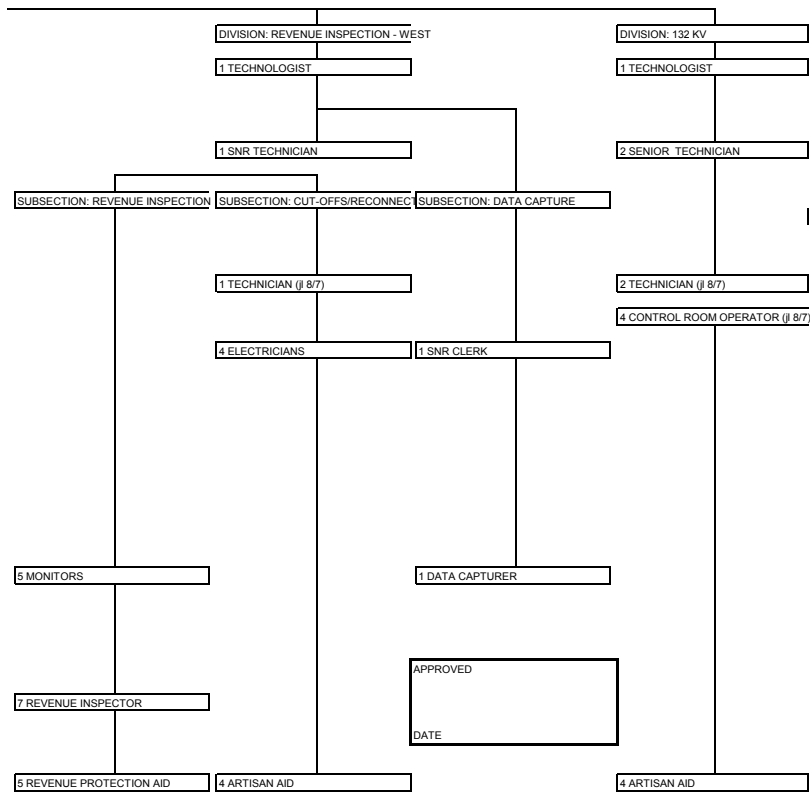 DIVISION: REVENUE INSPECTION - WEST
DIVISION: 132 KV
1 TECHNOLOGIST
1 TECHNOLOGIST
1 SNR TECHNICIAN
2 SENIOR TECHNICIAN
SUBSECTION: REVENUE INSPECTION
SUBSECTION: CUT-OFFS/RECONNECT
SUBSECTION: DATA CAPTURE
1 TECHNICIAN (jl 8/7)
2 TECHNICIAN (jl 8/7)
4 CONTROL ROOM OPERATOR (jl 8/7)
4 ELECTRICIANS
1 SNR CLERK
5 MONITORS
1 DATA CAPTURER
APPROVED
7 REVENUE INSPECTOR
DATE
5 REVENUE PROTECTION AID
4 ARTISAN AID
4 ARTISAN AID